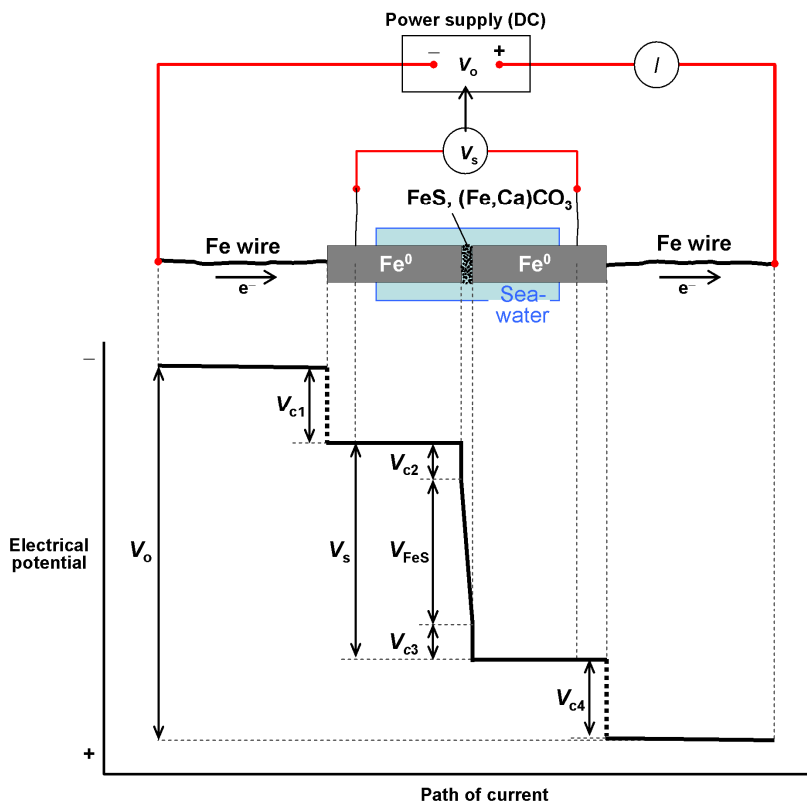 Power supply (DC)
− +
Vo
I
Vs
FeS, (Fe,Ca)CO3
Fe wire
Fe0
Fe0
Fe wire
e−
e−
Sea-
water
−
Vc1
Vc2
Electrical
potential
Vo
Vs
VFeS
Vc3
Vc4
+
Path of current